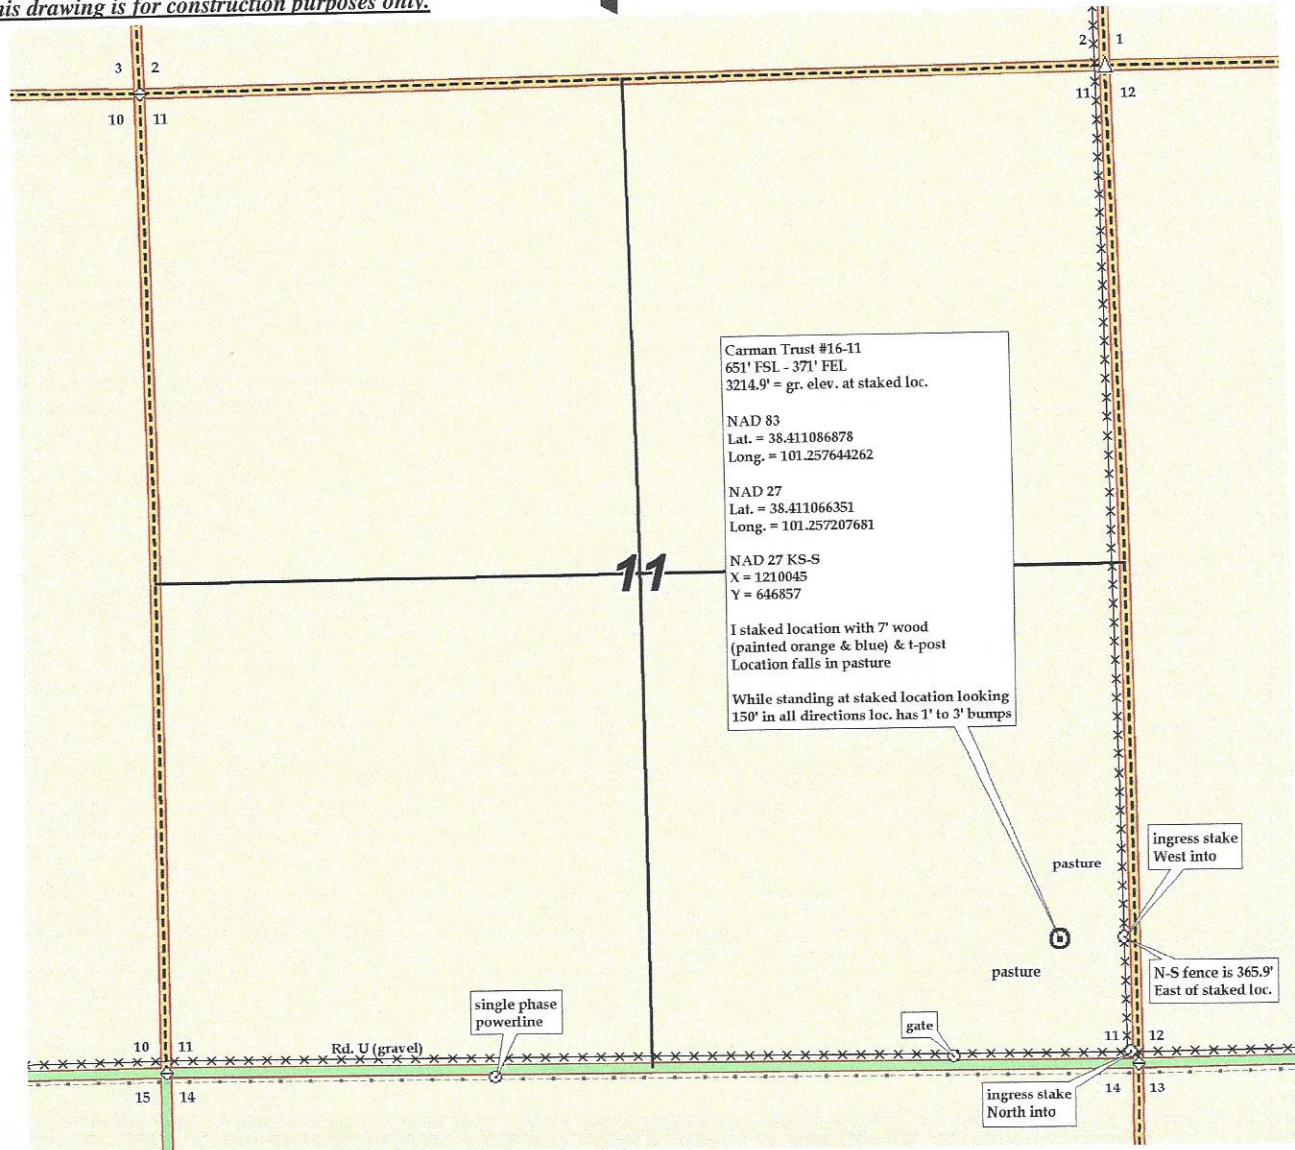 his drawing is for construction purposes only.
3 2
10 11
2 1
11 12
Carman Trust #16-11
651' FSL - 371' FEL
3214.9' = gr. elev. at staked loc.
NAD 83
Lat. = 38.411086878
Long. = 101.257644262
NAD 27
Lat. = 38.411066351
Long. = 101.257207681
NAD 27 KS-S
X = 1210045
Y = 646857
I staked location with 7' wood
(painted orange & blue) & t-post
Location falls in pasture
While standing at staked location looking
150' in all directions loc. has 1' to 3' bumps
11
pasture
ingress stake
West into
pasture
N-S fence is 365.9'
East of staked loc.
single phase
powerline
gate
10 11
Rd. U (gravel)
11 12
15 14
14 13
ingress stake
North into